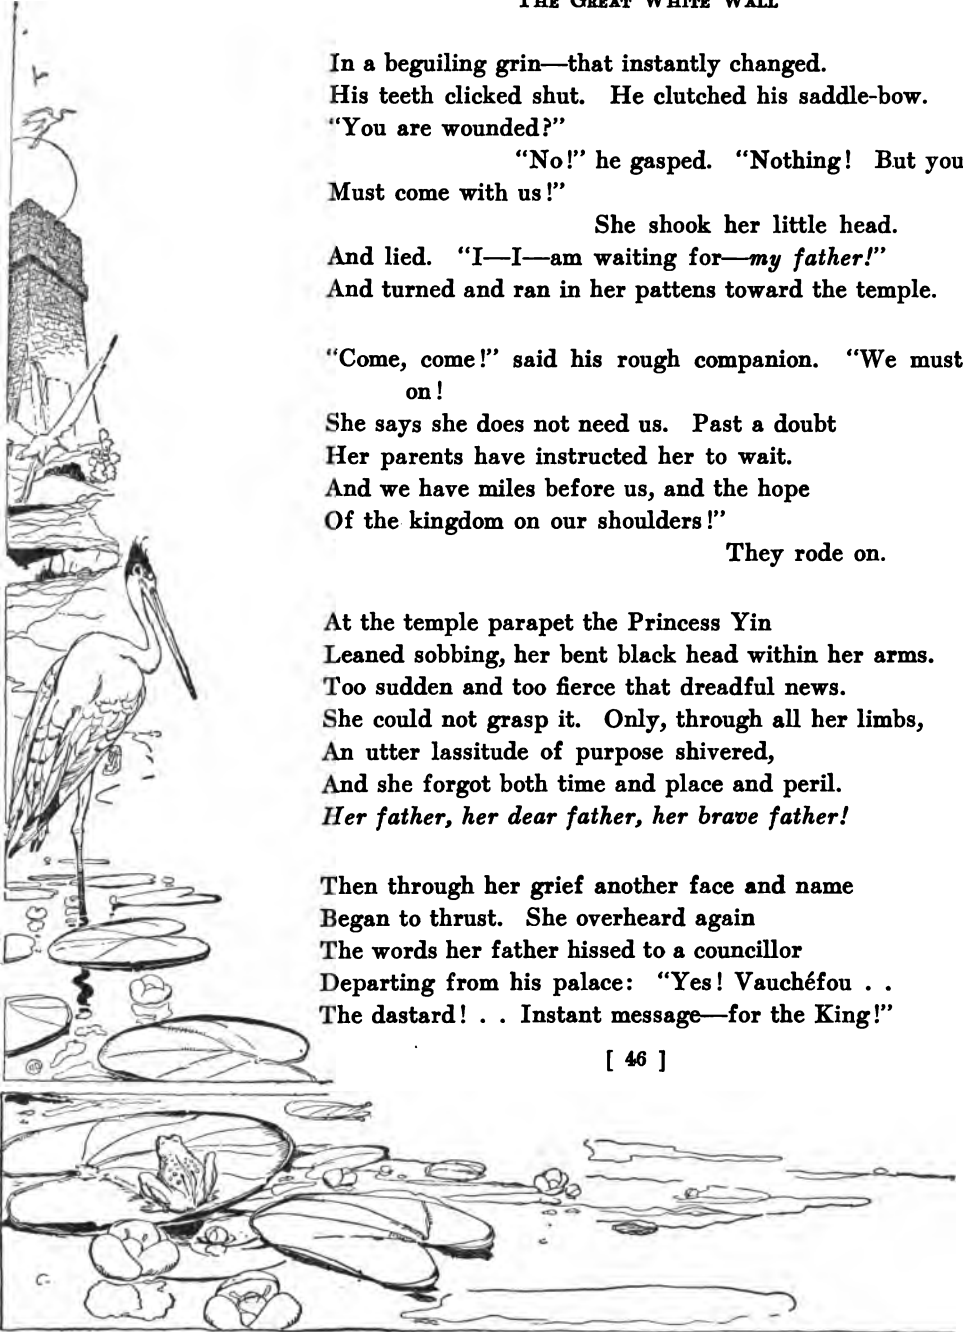 THE GREAT WHITE WALL
In a beguiling grin—that instantly changed.
His teeth clicked shut. He clutched his saddle-bow.
“You are wounded?”
“No!” he gasped. “Nothing! But you
Must come with us!”
She shook her little head.
And lied. “I—I—am waiting for—my father!”
And turned and ran in her pattens toward the temple.
“Come, come!” said his rough companion. “We must
on!
She says she does not need us. Past a doubt
Her parents have instructed her to wait.
And we have miles before us, and the hope
Of the kingdom on our shoulders!”
They rode on.
At the temple parapet the Princess Yin
Leaned sobbing, her bent black head within her arms.
Too sudden and too fierce that dreadful news.
She could not grasp it. Only, through all her limbs,
An utter lassitude of purpose shivered,
And she forgot both time and place and peril.
Her father, her dear father, her brave father!
Then through her grief another face and name
Began to thrust. She overheard again
The words her father hissed to a councillor
Departing from his palace: “Yes! Vauchéfou . .
The dastard! . . Instant message—for the King!”
[ 46 ]